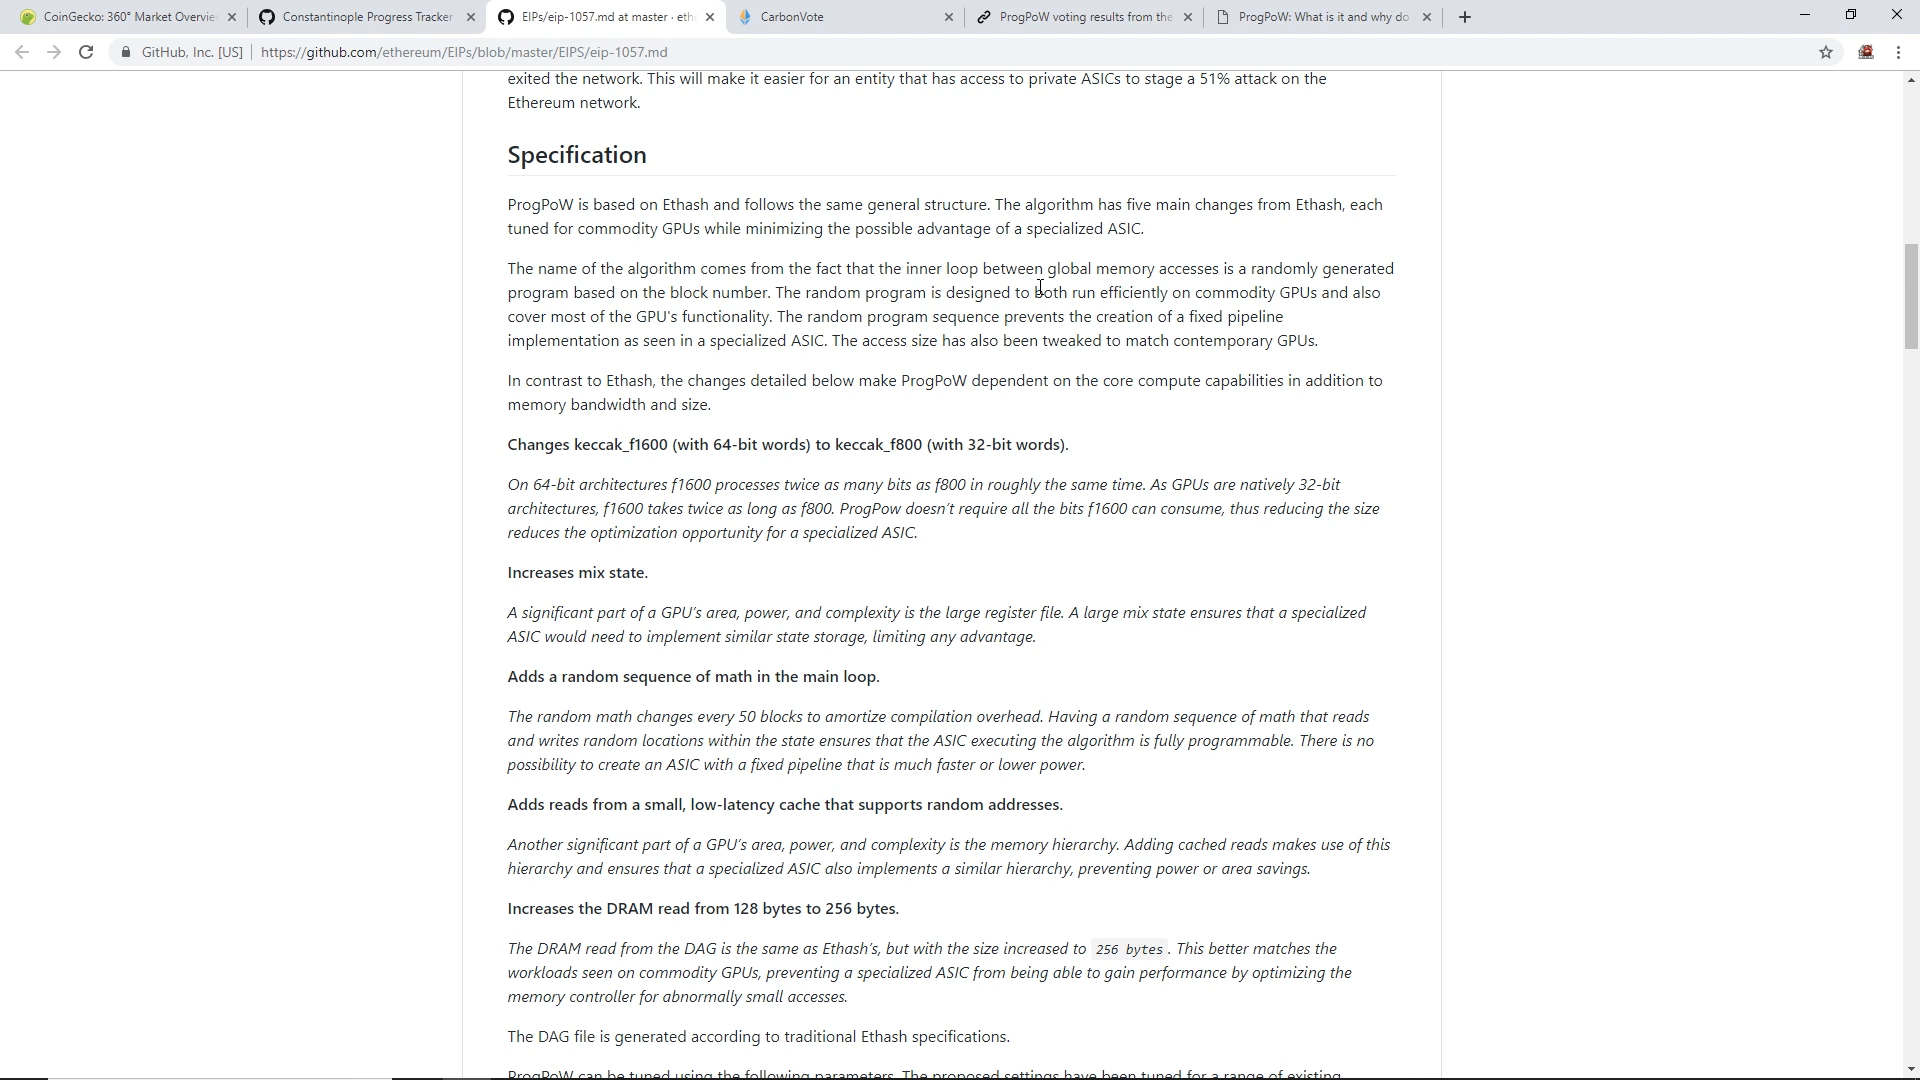 CoinGecko: 360° Market Overvie
Constantinople Progress Tracker
EIPs/eip-1057.md at master · eth
CarbonVote
ProgPoW voting results from the
ProgPoW: What is it and why do
GitHub, Inc. [US] https://github.com/ethereum/EIPs/blob/master/EIPS/eip-1057.md
exited the network. This will make it easier for an entity that has access to private ASICs to stage a 51% attack on the
Ethereum network.
Specification
ProgPoW is based on Ethash and follows the same general structure. The algorithm has five main changes from Ethash, each
tuned for commodity GPUs while minimizing the possible advantage of a specialized ASIC.
The name of the algorithm comes from the fact that the inner loop between global memory accesses is a randomly generated
program based on the block number. The random program is designed to both run efficiently on commodity GPUs and also
cover most of the GPU's functionality. The random program sequence prevents the creation of a fixed pipeline
implementation as seen in a specialized ASIC. The access size has also been tweaked to match contemporary GPUs.
In contrast to Ethash, the changes detailed below make ProgPoW dependent on the core compute capabilities in addition to
memory bandwidth and size.
Changes keccak_f1600 (with 64-bit words) to keccak_f800 (with 32-bit words).
On 64-bit architectures f1600 processes twice as many bits as f800 in roughly the same time. As GPUs are natively 32-bit
architectures, f1600 takes twice as long as f800. ProgPow doesn't require all the bits f1600 can consume, thus reducing the size
reduces the optimization opportunity for a specialized ASIC.
Increases mix state.
A significant part of a GPU's area, power, and complexity is the large register file. A large mix state ensures that a specialized
ASIC would need to implement similar state storage, limiting any advantage.
Adds a random sequence of math in the main loop.
The random math changes every 50 blocks to amortize compilation overhead. Having a random sequence of math that reads
and writes random locations within the state ensures that the ASIC executing the algorithm is fully programmable. There is no
possibility to create an ASIC with a fixed pipeline that is much faster or lower power.
Adds reads from a small, low-latency cache that supports random addresses.
Another significant part of a GPU's area, power, and complexity is the memory hierarchy. Adding cached reads makes use of this
hierarchy and ensures that a specialized ASIC also implements a similar hierarchy, preventing power or area savings.
Increases the DRAM read from 128 bytes to 256 bytes.
The DRAM read from the DAG is the same as Ethash's, but with the size increased to 256 bytes. This better matches the
workloads seen on commodity GPUs, preventing a specialized ASIC from being able to gain performance by optimizing the
memory controller for abnormally small accesses.
The DAG file is generated according to traditional Ethash specifications.
ProgPoW can be tuned using the following parameters. The proposed settings have been tuned for a range of existing